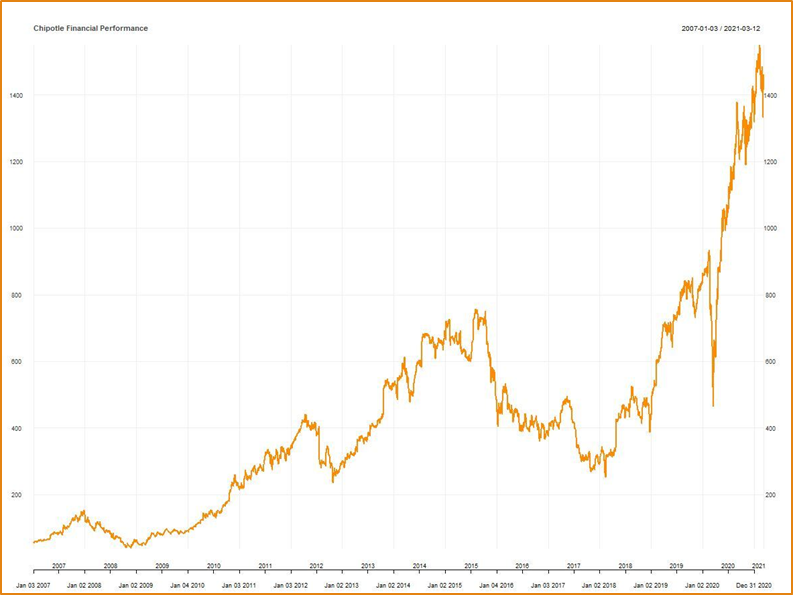 Chipotle Financial Performance 2007-01-03 / 2021-03-12
1400 1400
1200 1200
1000 1000
800 800
600 600
400 400
200 200
2007 2008 2009 2010 2011 2012 2013 2014 2015 2016 2017 2018 2019 2020 2021
Jan 03 2007 Jan 02 2008 Jan 02 2009 Jan 04 2010 Jan 03 2011 Jan 03 2012 Jan 02 2013 Jan 02 2014 Jan 02 2015 Jan 04 2016 Jan 03 2017 Jan 02 2018 Jan 02 2019 Jan 02 2020 Dec 31 2020